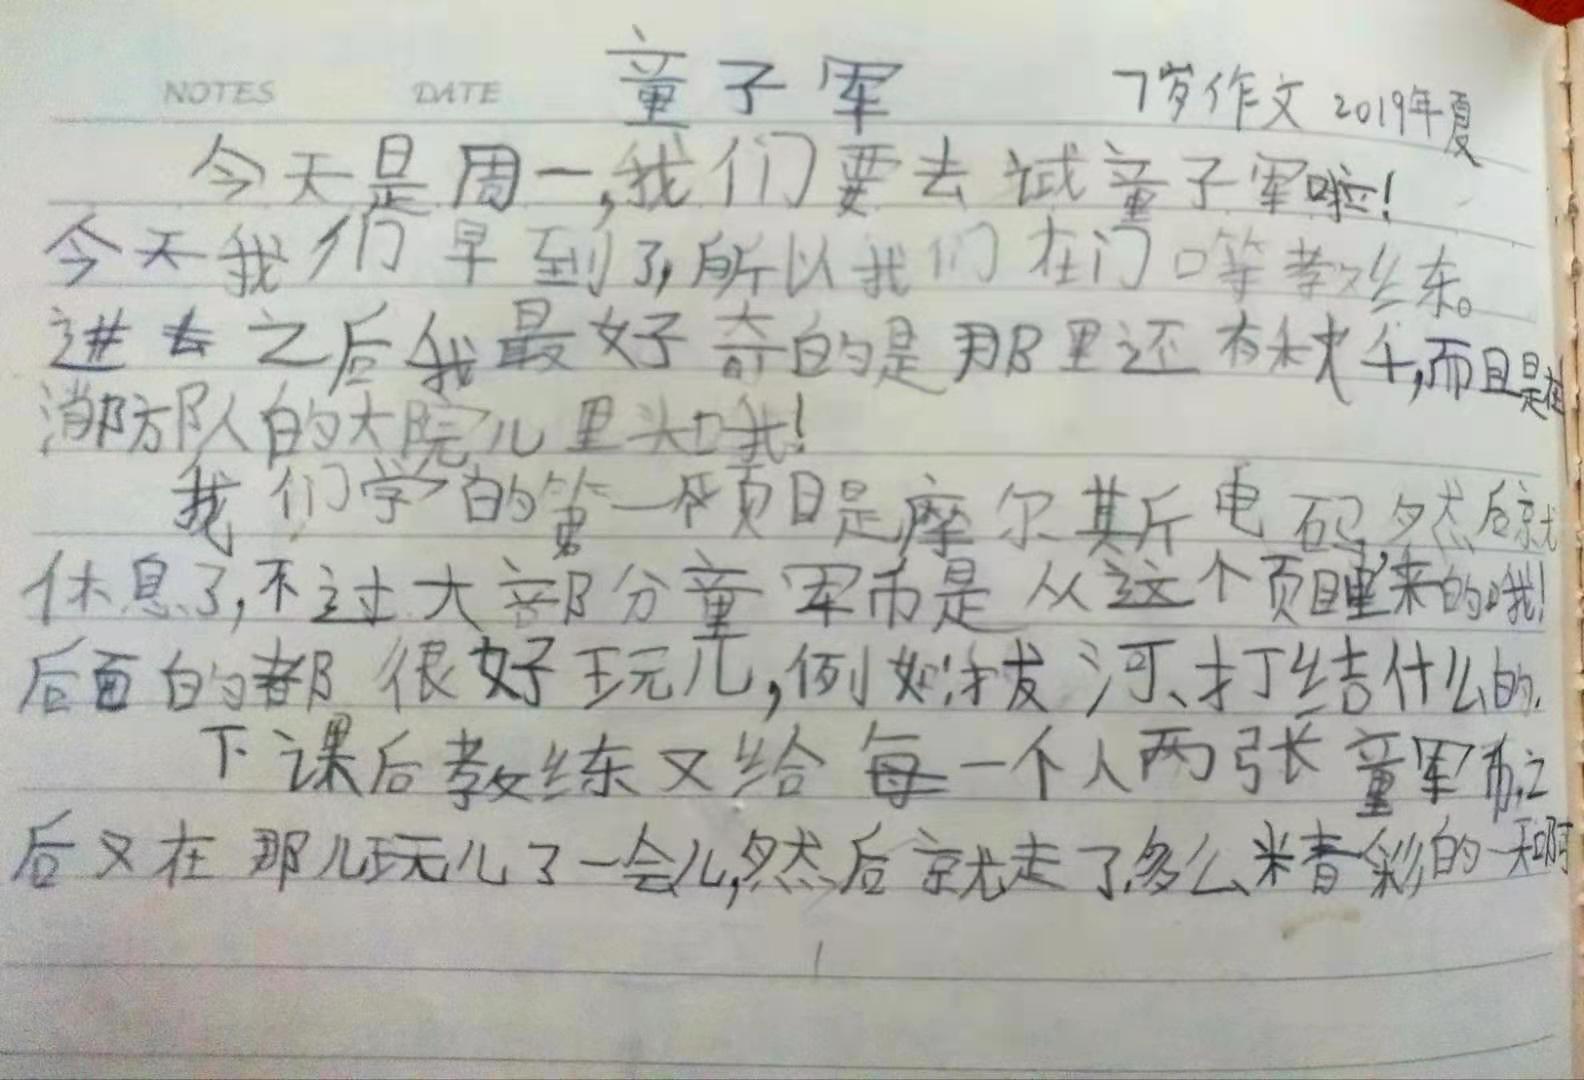 NOTES DATE 童子军 7岁作文 2019年夏
今天是周一,我们要去试童子军啦!
今天我们早到了,所以我们在门口等教练。
进去之后我最好奇的是那里还有秋千,而且是在
消防队的大院儿里头哦!
我们学的第一个项目是摩尔其斯电码,然后就
休息了,不过大部分童军币是从这个项目里来的哦!
后面的都很好玩儿,例如:拔河、打结什么的.
下课后教练又给每一个人两张童军币,之
后又在那儿玩儿了一会儿,然后就走了,多么精彩的一天啊
!